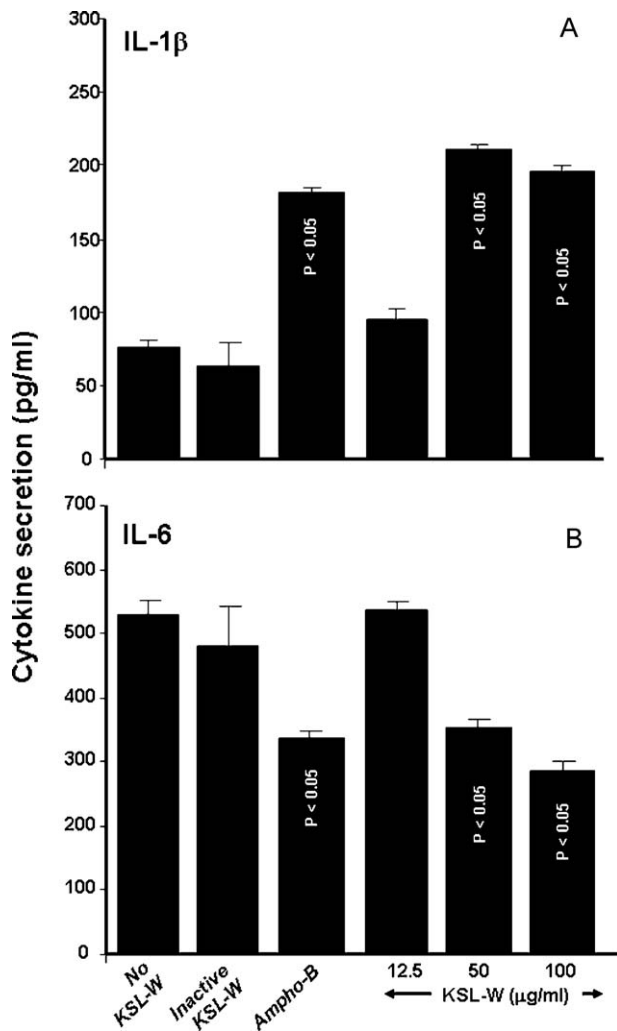 300
IL-1β
A
250
200
150
100
50
0
P < 0.05
P < 0.05
P < 0.05
Cytokine secretion (pg/ml)
700
IL-6
B
600
500
400
300
200
100
0
P < 0.05
P < 0.05
P < 0.05
No
KSL-W
Inactive
KSL-W
Ampho-B
12.5 50 100
KSL-W (µg/ml)